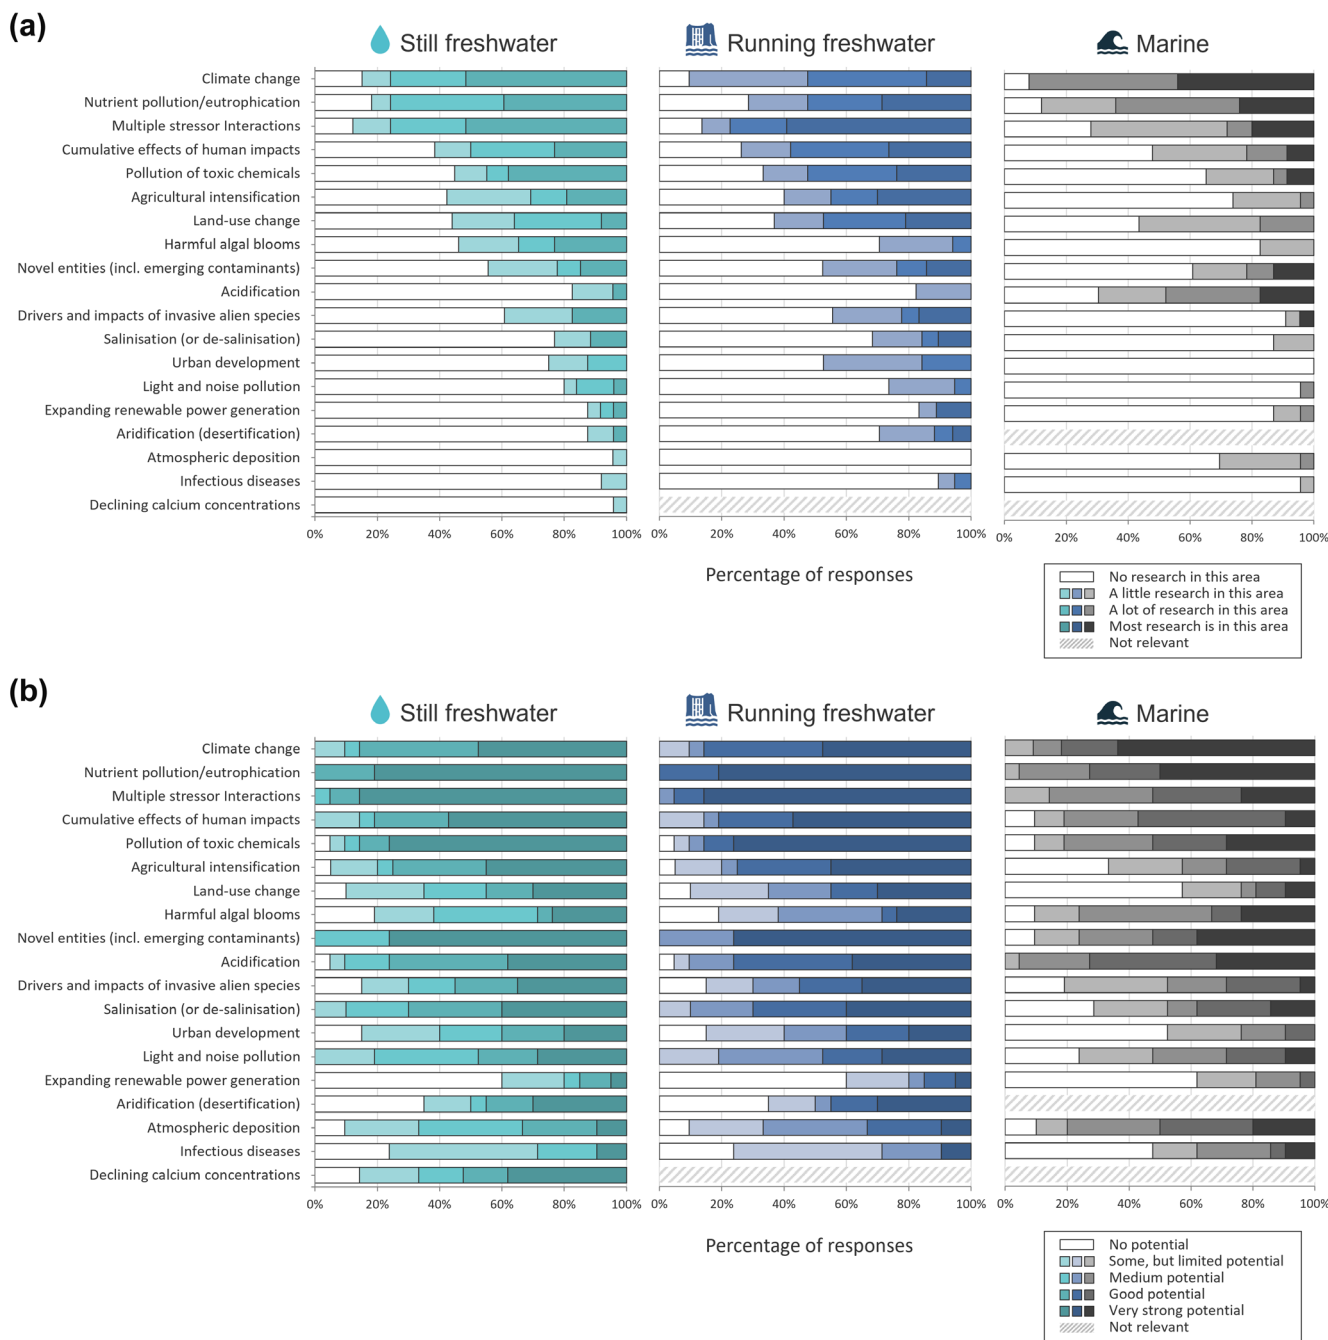 (a)
Still freshwater
Running freshwater
Marine
Climate change
Nutrient pollution/eutrophication
Multiple stressor Interactions
Cumulative effects of human impacts
Pollution of toxic chemicals
Agricultural intensification
Land-use change
Harmful algal blooms
Novel entities (incl. emerging contaminants)
Acidification
Drivers and impacts of invasive alien species
Salinisation (or de-salinisation)
Urban development
Light and noise pollution
Expanding renewable power generation
Aridification (desertification)
Atmospheric deposition
Infectious diseases
Declining calcium concentrations
0% 20% 40% 60% 80% 100%
0% 20% 40% 60% 80% 100%
0% 20% 40% 60% 80% 100%
Percentage of responses
No research in this area
A little research in this area
A lot of research in this area
Most research is in this area
Not relevant
(b)
Still freshwater
Running freshwater
Marine
Climate change
Nutrient pollution/eutrophication
Multiple stressor Interactions
Cumulative effects of human impacts
Pollution of toxic chemicals
Agricultural intensification
Land-use change
Harmful algal blooms
Novel entities (incl. emerging contaminants)
Acidification
Drivers and impacts of invasive alien species
Salinisation (or de-salinisation)
Urban development
Light and noise pollution
Expanding renewable power generation
Aridification (desertification)
Atmospheric deposition
Infectious diseases
Declining calcium concentrations
0% 20% 40% 60% 80% 100%
0% 20% 40% 60% 80% 100%
0% 20% 40% 60% 80% 100%
Percentage of responses
No potential
Some, but limited potential
Medium potential
Good potential
Very strong potential
Not relevant